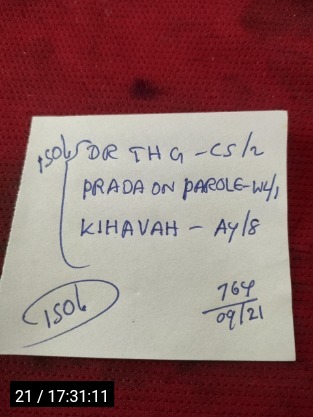 1506 DR THG - CS/2
PRADA ON PAROLE - W4/1
KIHAVAH - AY/8
1506
764
09/21
21 / 17:31:11